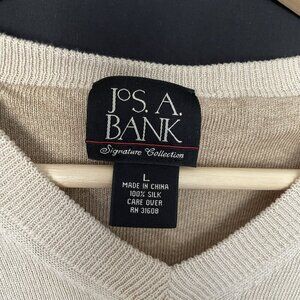 JOS. A.
BANK
Signature Collection
L
MADE IN CHINA
100% SILK
CARE OVER
RN 31608